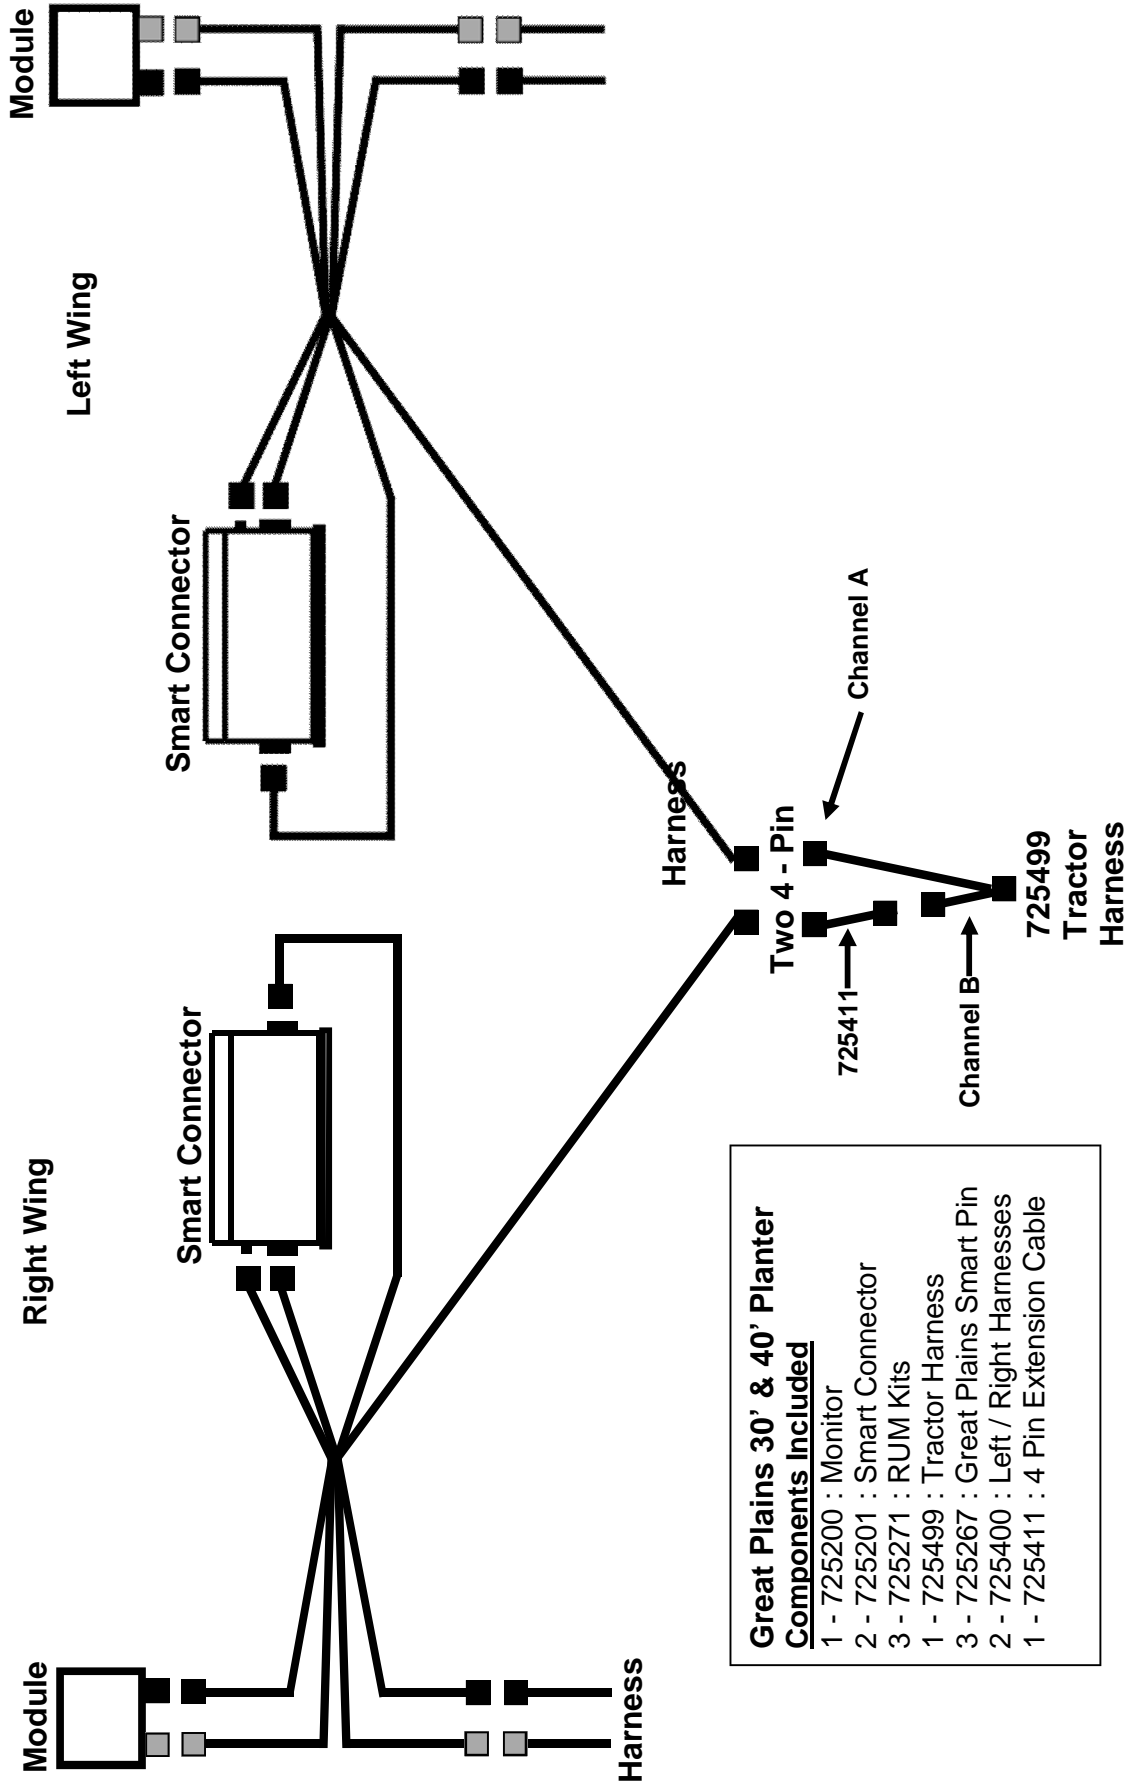 Right Wing
Left Wing
Module
Module
Smart Connector
Smart Connector
Harness
Harness
Two 4 - Pin
725411
Channel A
Channel B
725499
Tractor
Harness
Great Plains 30’ & 40’ Planter
Components Included
1 - 725200 : Monitor
2 - 725201 : Smart Connector
3 - 725271 : RUM Kits
1 - 725499 : Tractor Harness
3 - 725267 : Great Plains Smart Pin
2 - 725400 : Left / Right Harnesses
1 - 725411 : 4 Pin Extension Cable